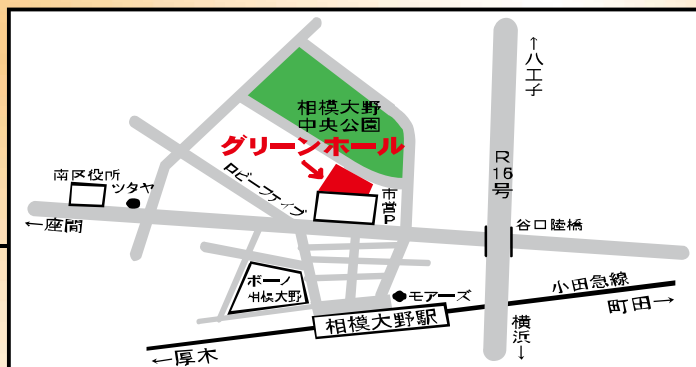 ↑八王子
相模大野
中央公園
グリーンホール
R16号
南区役所
ツタヤ
ロビーファイブ
市営P
←座間
谷口陸橋
ボーノ
相模大野
モアーズ
小田急線
相模大野駅
町田→
横浜↓
←厚木